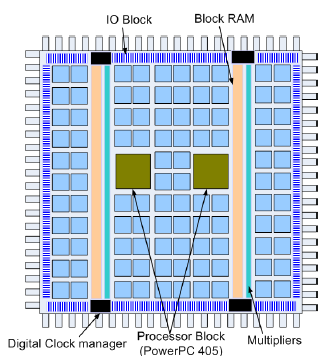 IO Block
Block RAM
Digital Clock manager
Processor Block
(PowerPC 405)
Multipliers